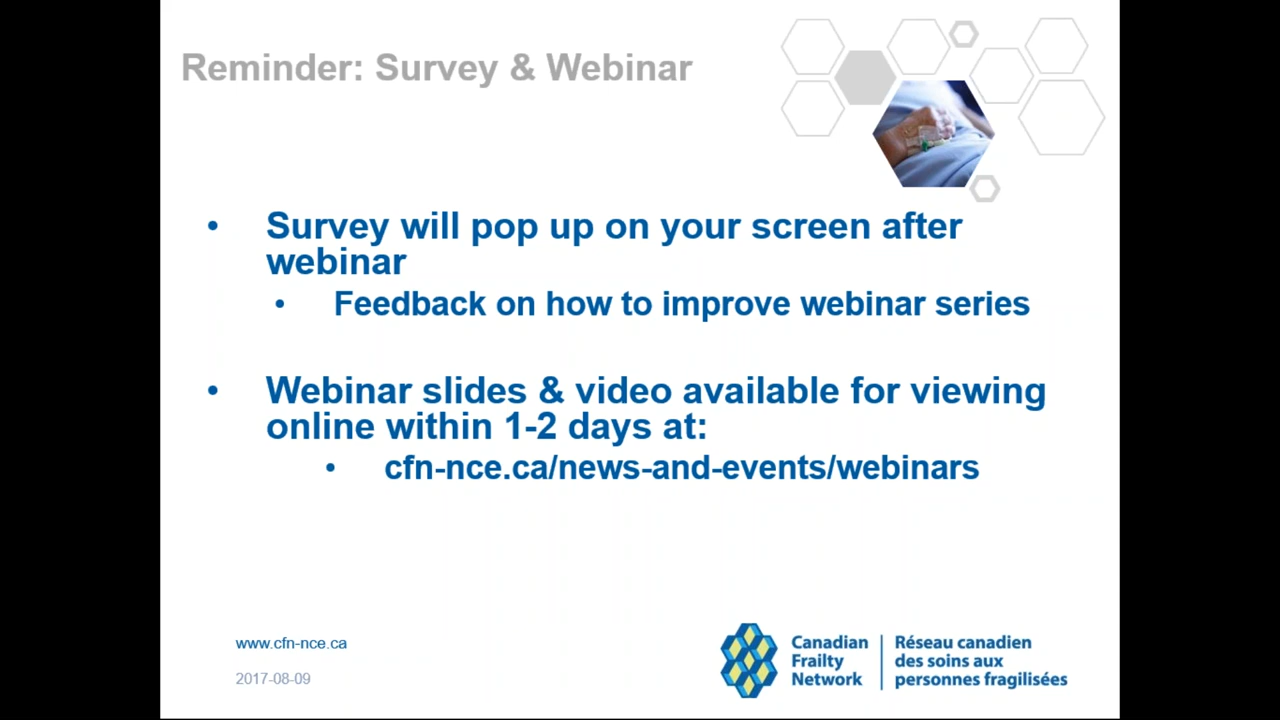 Reminder: Survey & Webinar
• Survey will pop up on your screen after
webinar
• Feedback on how to improve webinar series
• Webinar slides & video available for viewing
online within 1-2 days at:
• cfn-nce.ca/news-and-events/webinars
www.cfn-nce.ca
2017-08-09
Canadian
Frailty
Network
Réseau canadien
des soins aux
personnes fragilisées